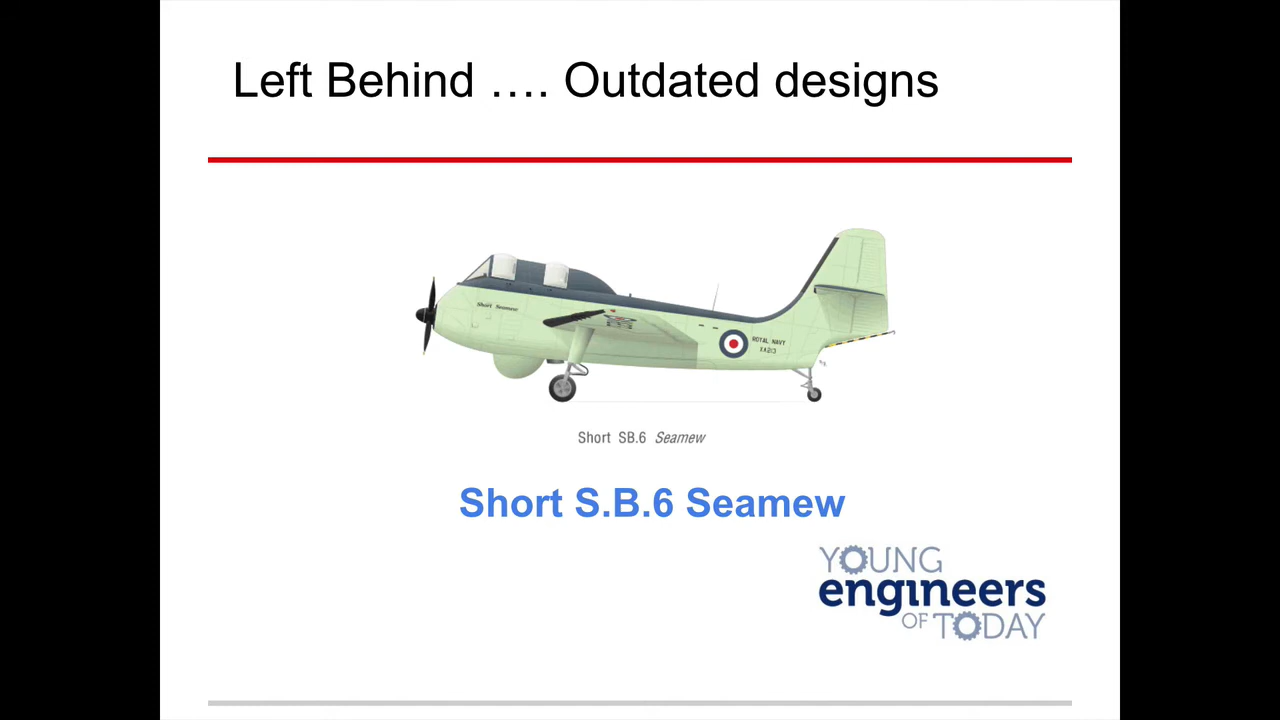 Left Behind …. Outdated designs
Short Seamew
ROYAL NAVY
XA213
Short SB.6 Seamew
Short S.B.6 Seamew
YOUNG
engineers
OF TODAY